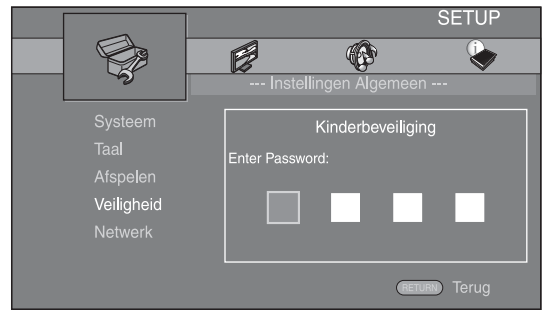 SETUP
--- Instellingen Algemeen ---
Systeem
Taal
Afspelen
Veiligheid
Netwerk
Kinderbeveiliging
Enter Password:
RETURN Terug